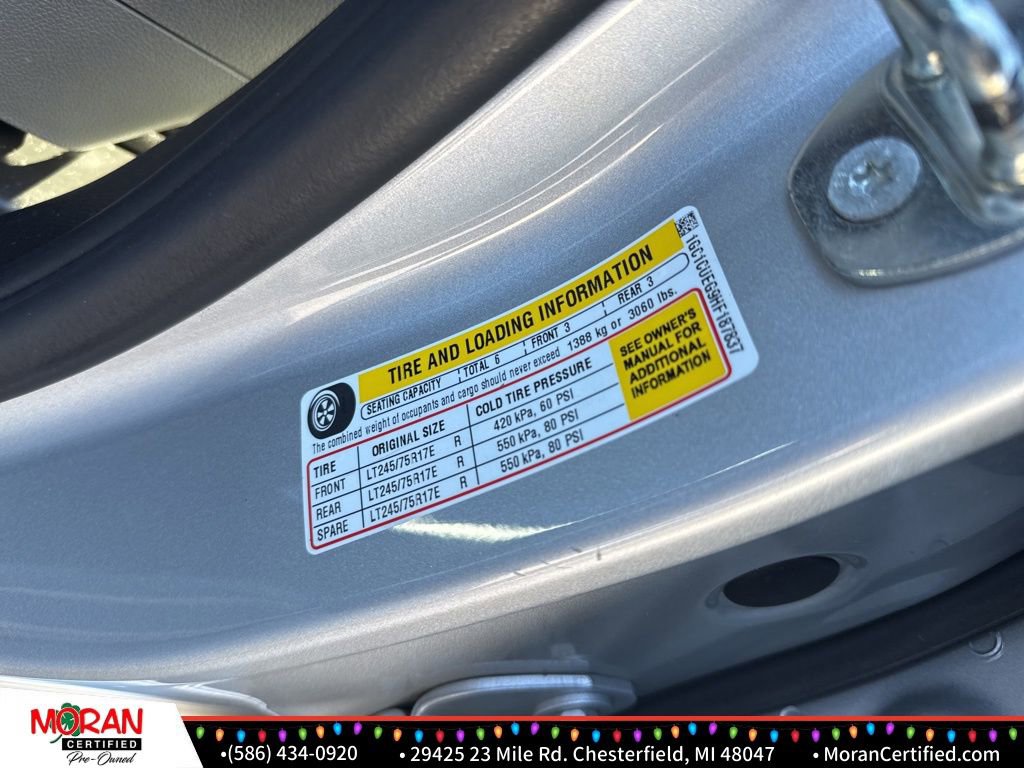 TIRE AND LOADING INFORMATION
SEATING CAPACITY TOTAL 6 FRONT 3 REAR 3
The combined weight of occupants and cargo should never exceed 1388 kg or 3060 lbs.
TIRE ORIGINAL SIZE COLD TIRE PRESSURE
FRONT LT245/75R17E R 420 kPa, 60 PSI
REAR LT245/75R17E R 550 kPa, 80 PSI
SPARE LT245/75R17E R 550 kPa, 80 PSI
SEE OWNER'S
MANUAL FOR
ADDITIONAL
INFORMATION
1GC1CUEG9HF187837
MORAN
CERTIFIED
Pre-Owned
•(586) 434-0920 •29425 23 Mile Rd. Chesterfield, MI 48047 •MoranCertified.com